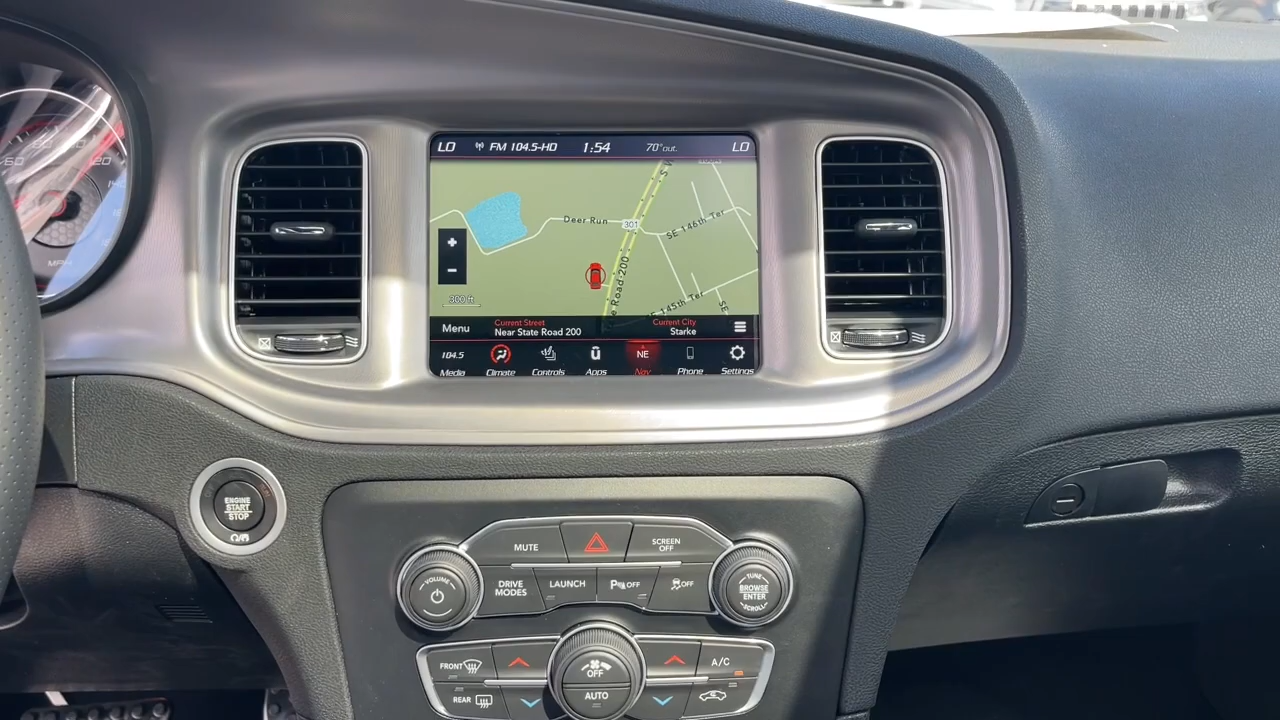 LO FM 104.5-HD 1:54 70°out. LO
60
120
MPH
SE 146th Ter
Deer Run
301
Road 200
SE 145th Ter
SE
300 ft
Menu
Current Street
Near State Road 200
Current City
Starke
104.5
NE
Media Climate Controls Apps Nav Phone Settings
ENGINE
START
STOP
MUTE
SCREEN
OFF
VOLUME
DRIVE
MODES
LAUNCH
P OFF
OFF
TUNE
BROWSE
ENTER
SCROLL
FRONT
OFF
A/C
REAR
AUTO